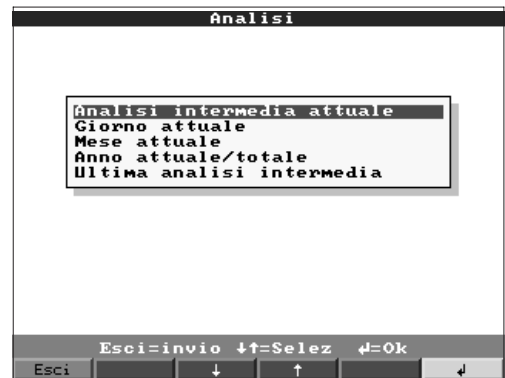 Analisi
Analisi intermedia attuale
Giorno attuale
Mese attuale
Anno attuale/totale
Ultima analisi intermedia
Esci=invio ↓↑=Selez ↵=Ok
Esci ↓ ↑ ↵